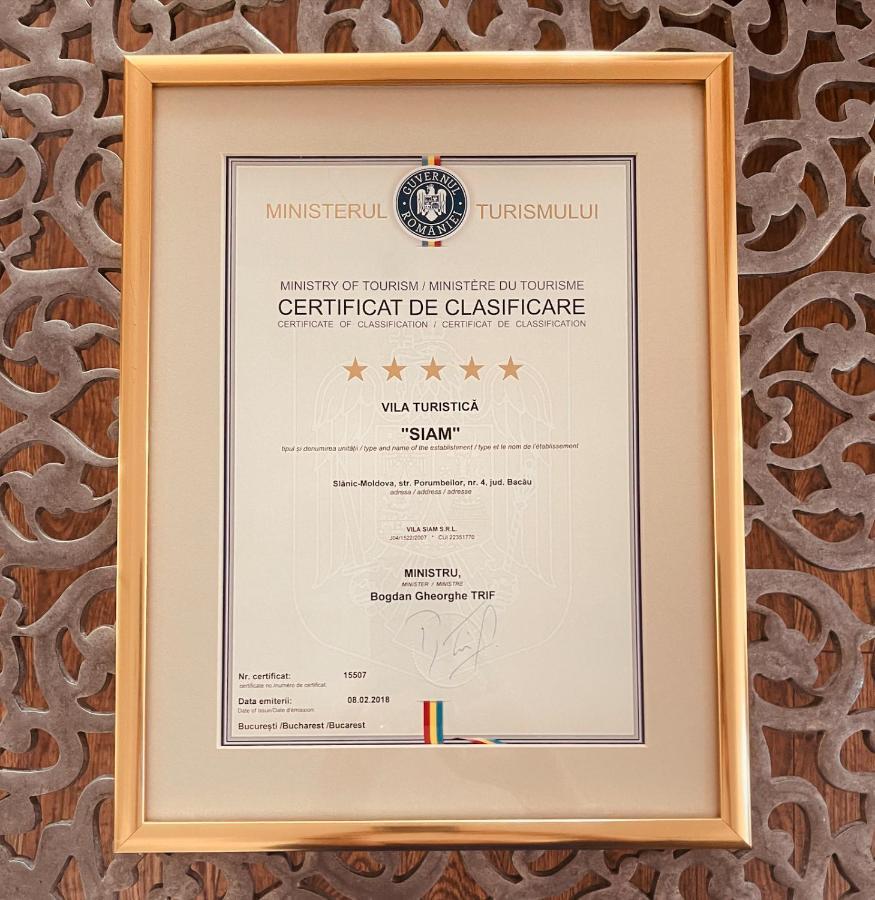 GUVERNUL
ROMÂNIEI
MINISTERUL TURISMULUI
MINISTRY OF TOURISM / MINISTÈRE DU TOURISME
CERTIFICAT DE CLASIFICARE
CERTIFICATE OF CLASSIFICATION / CERTIFICAT DE CLASSIFICATION
VILA TURISTICĂ
"SIAM"
tipul și denumirea unității / type and name of the establishment / type et le nom de l'établissement
Slănic-Moldova, str. Porumbeilor, nr. 4, jud. Bacău
adresa / address / adresse
VILA SIAM S.R.L.
J04/1522/2007 * CUI 22351770
MINISTRU,
MINISTER / MINISTRE
Bogdan Gheorghe TRIF
Nr. certificat: 15507
certificate no./numéro de certificat.
Data emiterii: 08.02.2018
Date of issue/Date d'émission
București /Bucharest /Bucarest